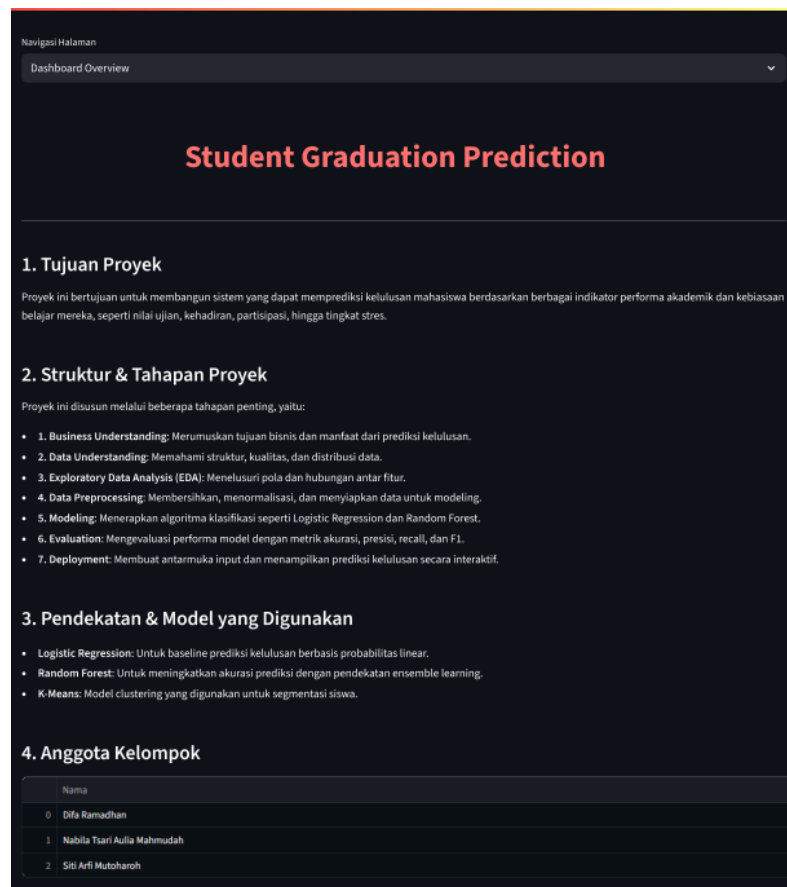 Navigasi Halaman
Dashboard Overview
Student Graduation Prediction
1. Tujuan Proyek
Proyek ini bertujuan untuk membangun sistem yang dapat memprediksi kelulusan mahasiswa berdasarkan berbagai indikator performa akademik dan kebiasaan
belajar mereka, seperti nilai ujian, kehadiran, partisipasi, hingga tingkat stres.
2. Struktur & Tahapan Proyek
Proyek ini disusun melalui beberapa tahapan penting, yaitu:
• 1. Business Understanding: Merumuskan tujuan bisnis dan manfaat dari prediksi kelulusan.
• 2. Data Understanding: Memahami struktur, kualitas, dan distribusi data.
• 3. Exploratory Data Analysis (EDA): Menelusuri pola dan hubungan antar fitur.
• 4. Data Preprocessing: Membersihkan, menormalisasi, dan menyiapkan data untuk modeling.
• 5. Modeling: Menerapkan algoritma klasifikasi seperti Logistic Regression dan Random Forest.
• 6. Evaluation: Mengevaluasi performa model dengan metrik akurasi, presisi, recall, dan F1.
• 7. Deployment: Membuat antarmuka input dan menampilkan prediksi kelulusan secara interaktif.
3. Pendekatan & Model yang Digunakan
• Logistic Regression: Untuk baseline prediksi kelulusan berbasis probabilitas linear.
• Random Forest: Untuk meningkatkan akurasi prediksi dengan pendekatan ensemble learning.
• K-Means: Model clustering yang digunakan untuk segmentasi siswa.
4. Anggota Kelompok
Nama
0 Difa Ramadhan
1 Nabila Tsari Aulia Mahmudah
2 Siti Arfi Mutoharoh